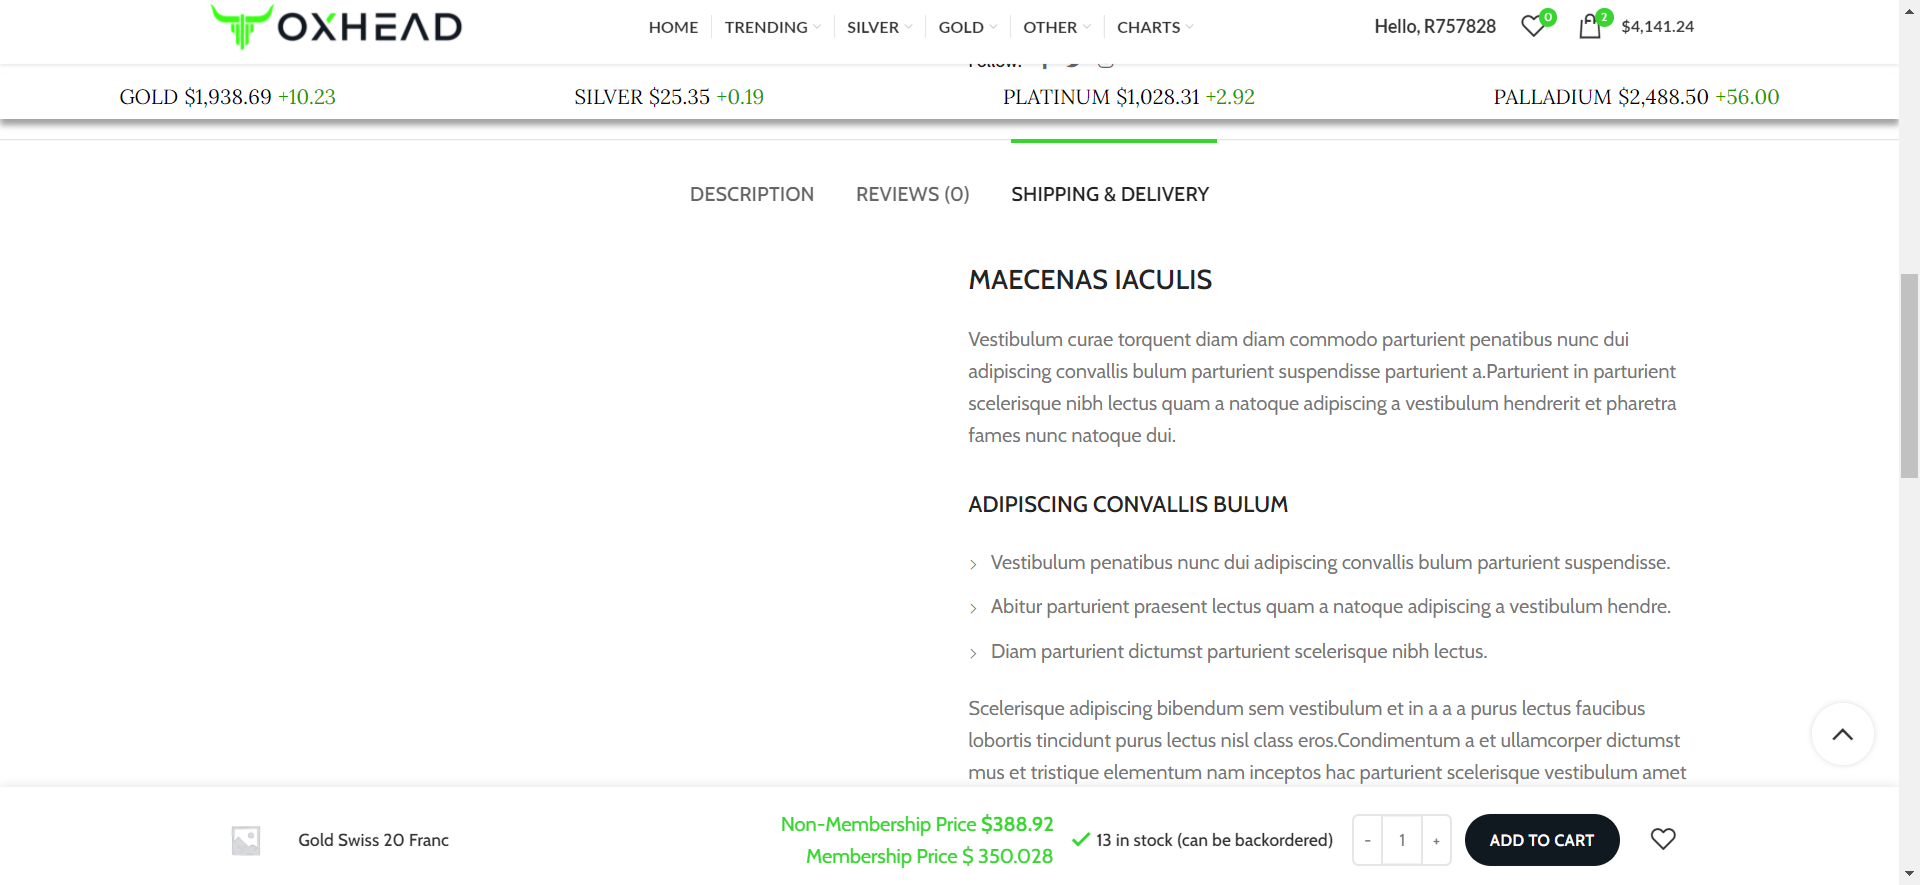 OXHEAD
HOME
TRENDING
SILVER
GOLD
OTHER
CHARTS
Hello, R757828
0
2
$4,141.24
Follow:
GOLD $1,938.69 +10.23
SILVER $25.35 +0.19
PLATINUM $1,028.31 +2.92
PALLADIUM $2,488.50 +56.00
DESCRIPTION
REVIEWS (0)
SHIPPING & DELIVERY
MAECENAS IACULIS
Vestibulum curae torquent diam diam commodo parturient penatibus nunc dui
adipiscing convallis bulum parturient suspendisse parturient a.Parturient in parturient
scelerisque nibh lectus quam a natoque adipiscing a vestibulum hendrerit et pharetra
fames nunc natoque dui.
ADIPISCING CONVALLIS BULUM
Vestibulum penatibus nunc dui adipiscing convallis bulum parturient suspendisse.
Abitur parturient praesent lectus quam a natoque adipiscing a vestibulum hendre.
Diam parturient dictumst parturient scelerisque nibh lectus.
Scelerisque adipiscing bibendum sem vestibulum et in a a a purus lectus faucibus
lobortis tincidunt purus lectus nisl class eros.Condimentum a et ullamcorper dictumst
mus et tristique elementum nam inceptos hac parturient scelerisque vestibulum amet
Gold Swiss 20 Franc
Non-Membership Price $388.92
Membership Price $ 350.028
13 in stock (can be backordered)
- 1 +
ADD TO CART